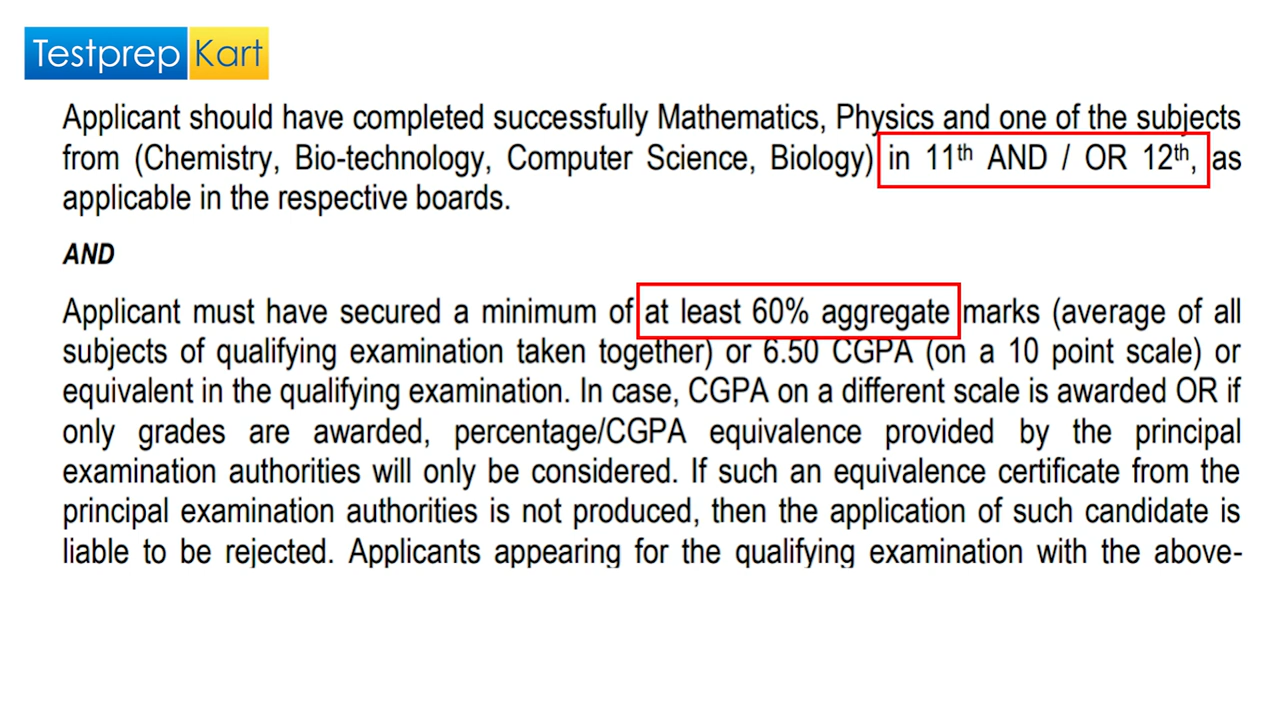 Testprep Kart
Applicant should have completed successfully Mathematics, Physics and one of the subjects
from (Chemistry, Bio-technology, Computer Science, Biology) in 11th AND / OR 12th, as
applicable in the respective boards.
AND
Applicant must have secured a minimum of at least 60% aggregate marks (average of all
subjects of qualifying examination taken together) or 6.50 CGPA (on a 10 point scale) or
equivalent in the qualifying examination. In case, CGPA on a different scale is awarded OR if
only grades are awarded, percentage/CGPA equivalence provided by the principal
examination authorities will only be considered. If such an equivalence certificate from the
principal examination authorities is not produced, then the application of such candidate is
liable to be rejected. Applicants appearing for the qualifying examination with the above-